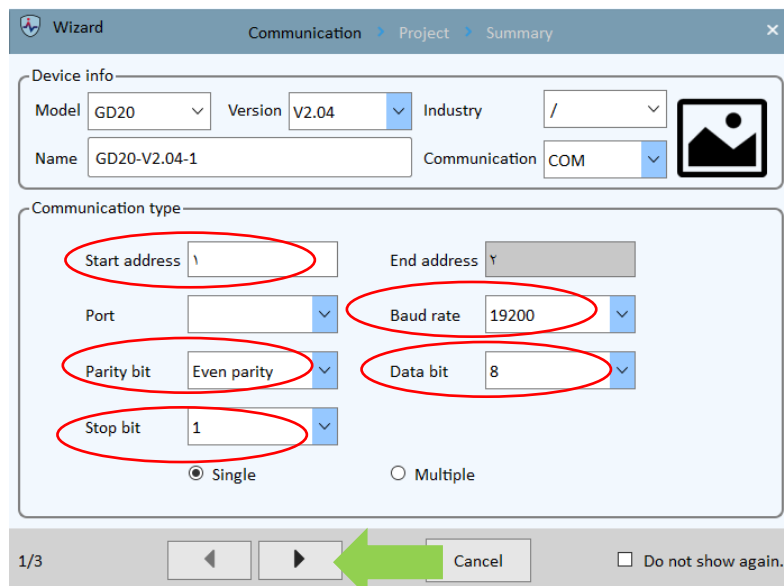 Wizard
Communication > Project > Summary
Device info
Model GD20 Version V2.04 Industry /
Name GD20-V2.04-1 Communication COM
Communication type
Start address ١ End address ٢
Port Baud rate 19200
Parity bit Even parity Data bit 8
Stop bit 1
Single Multiple
1/3 Cancel Do not show again